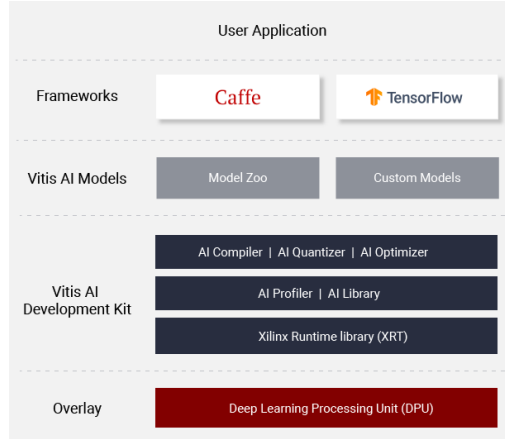 User Application
Frameworks
Caffe
TensorFlow
Vitis AI Models
Model Zoo
Custom Models
Vitis AI
Development Kit
AI Compiler | AI Quantizer | AI Optimizer
AI Profiler | AI Library
Xilinx Runtime library (XRT)
Overlay
Deep Learning Processing Unit (DPU)